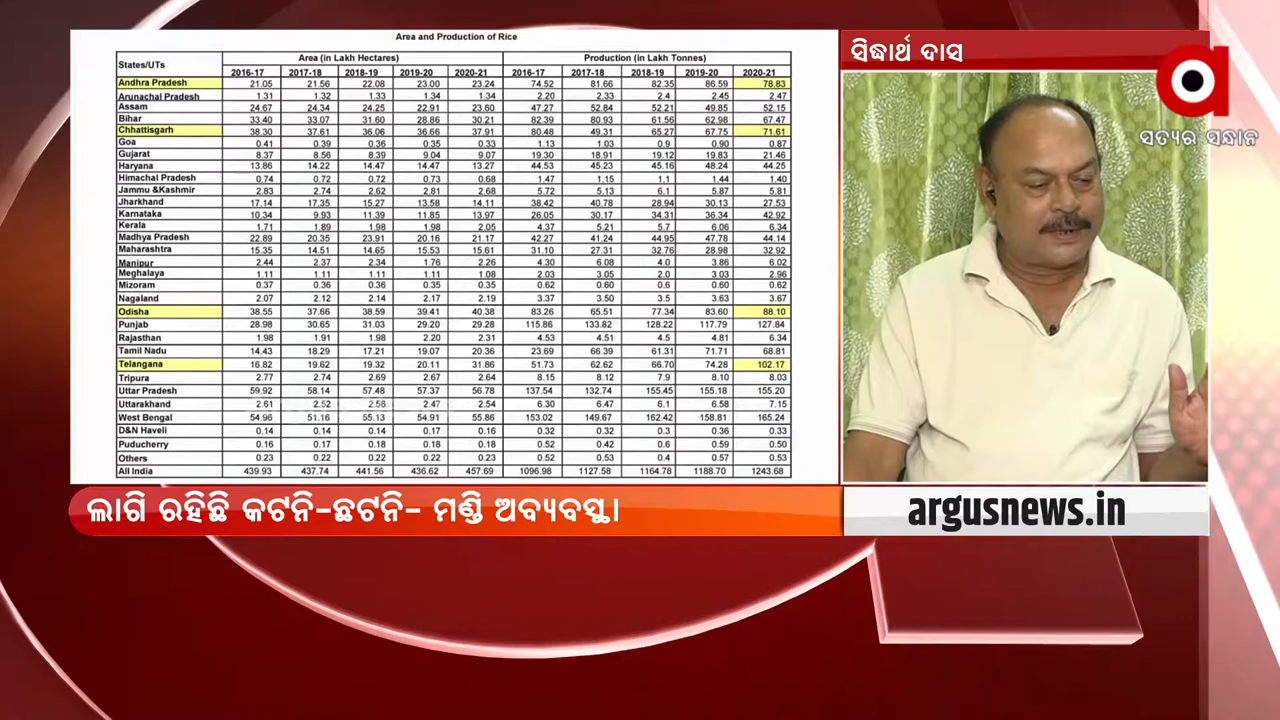 Area and Production of Rice
States/UTs Area (in Lakh Hectares) Production (in Lakh Tonnes)
2016-17 2017-18 2018-19 2019-20 2020-21 2016-17 2017-18 2018-19 2019-20 2020-21
Andhra Pradesh 21.05 21.56 22.08 23.00 23.24 74.52 81.66 82.35 86.59 78.83
Arunachal Pradesh 1.31 1.32 1.33 1.34 1.34 2.20 2.33 2.4 2.45 2.47
Assam 24.67 24.34 24.25 22.91 23.60 47.27 52.84 52.21 49.85 52.15
Bihar 33.40 33.07 31.60 28.86 30.21 82.39 80.93 61.56 62.98 67.47
Chhattisgarh 38.30 37.61 36.06 36.66 37.91 80.48 49.31 65.27 67.75 71.61
Goa 0.41 0.39 0.36 0.35 0.33 1.13 1.03 0.9 0.90 0.87
Gujarat 8.37 8.56 8.39 9.04 9.07 19.30 18.91 19.12 19.83 21.46
Haryana 13.86 14.22 14.47 14.47 13.27 44.53 45.23 45.16 48.24 44.25
Himachal Pradesh 0.74 0.72 0.72 0.73 0.68 1.47 1.15 1.1 1.44 1.40
Jammu &Kashmir 2.83 2.74 2.62 2.81 2.68 5.72 5.13 6.1 5.87 5.81
Jharkhand 17.14 17.35 15.27 13.58 14.11 38.42 40.78 28.94 30.13 27.53
Karnataka 10.34 9.93 11.39 11.85 13.97 26.05 30.17 34.31 36.34 42.92
Kerala 1.71 1.89 1.98 1.98 2.05 4.37 5.21 5.7 6.06 6.34
Madhya Pradesh 22.89 20.35 23.91 20.16 21.17 42.27 41.24 44.95 47.78 44.14
Maharashtra 15.35 14.51 14.65 15.53 15.61 31.10 27.31 32.76 28.98 32.92
Manipur 2.44 2.37 2.34 1.76 2.26 4.30 6.08 4.0 3.86 6.02
Meghalaya 1.11 1.11 1.11 1.11 1.08 2.03 3.05 2.0 3.03 2.96
Mizoram 0.37 0.36 0.36 0.35 0.35 0.62 0.60 0.6 0.60 0.62
Nagaland 2.07 2.12 2.14 2.17 2.19 3.37 3.50 3.5 3.63 3.67
Odisha 38.55 37.66 38.59 39.41 40.38 83.26 65.51 77.34 83.60 88.10
Punjab 28.98 30.65 31.03 29.20 29.28 115.86 133.82 128.22 117.79 127.84
Rajasthan 1.98 1.91 1.98 2.20 2.31 4.53 4.51 4.5 4.81 6.34
Tamil Nadu 14.43 18.29 17.21 19.07 20.36 23.69 66.39 61.31 71.71 68.81
Telangana 16.82 19.62 19.32 20.11 31.86 51.73 62.62 66.70 74.28 102.17
Tripura 2.77 2.74 2.69 2.67 2.64 8.15 8.12 7.9 8.10 8.03
Uttar Pradesh 59.92 58.14 57.48 57.37 56.78 137.54 132.74 155.45 155.18 155.20
Uttarakhand 2.61 2.52 2.56 2.47 2.54 6.30 6.47 6.1 6.58 7.15
West Bengal 54.96 51.16 55.13 54.91 55.86 153.02 149.67 162.42 158.81 165.24
D&N Haveli 0.14 0.14 0.14 0.17 0.16 0.32 0.32 0.3 0.36 0.33
Puducherry 0.16 0.17 0.18 0.18 0.18 0.52 0.42 0.6 0.59 0.50
Others 0.23 0.22 0.22 0.22 0.23 0.52 0.53 0.4 0.57 0.53
All India 439.93 437.74 441.56 436.62 457.69 1096.98 1127.58 1164.78 1188.70 1243.68
ସିଦ୍ଧାର୍ଥ ଦାସ
ସତ୍ୟର ସନ୍ଧାନ
ଲାଗି ରହିଛି କଟନି-ଛଟନି- ମଣ୍ଡି ଅବ୍ୟବସ୍ଥା
argusnews.in